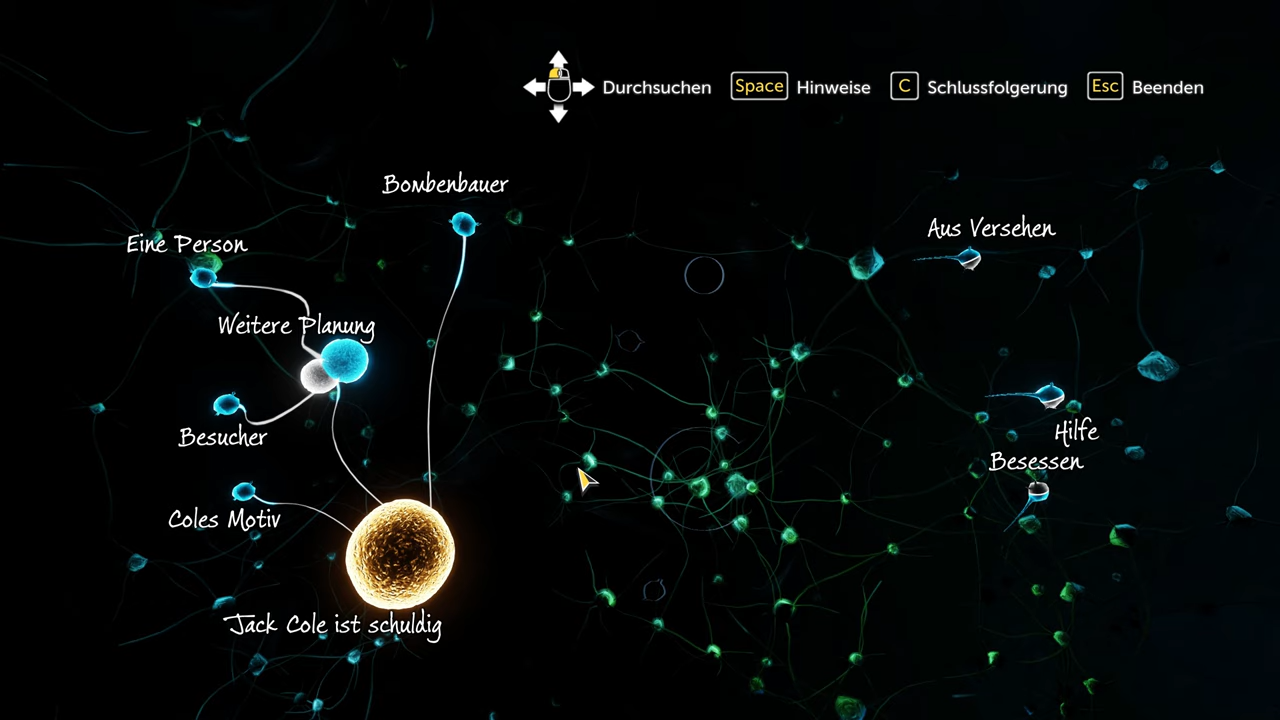 Durchsuchen Space Hinweise C Schlussfolgerung Esc Beenden
Bombenbauer
Aus Versehen
Eine Person
Weitere Planung
Hilfe
Besucher
Besessen
Coles Motiv
Jack Cole ist schuldig